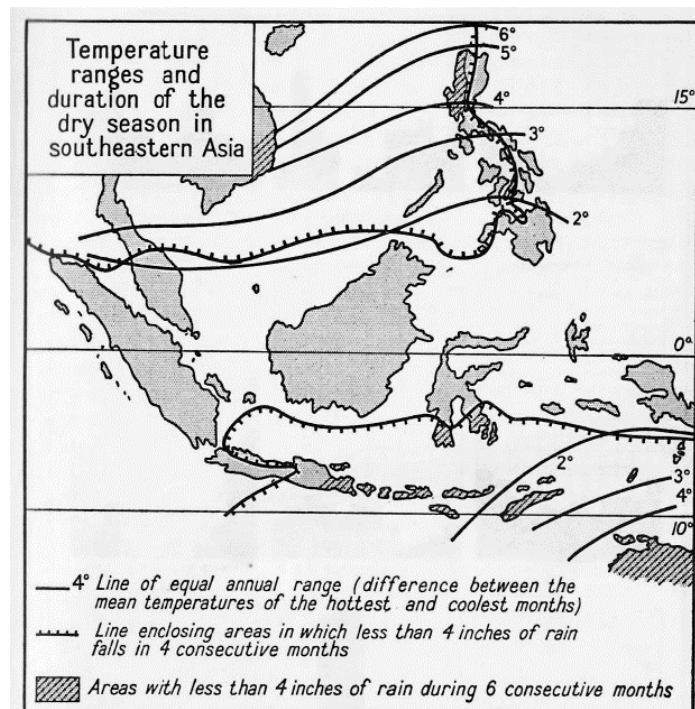 Temperature
ranges and
duration of the
dry season in
southeastern Asia
6°
5°
15°
4°
3°
2°
0°
2°
3°
4°
10°
4° Line of equal annual range (difference between the
mean temperatures of the hottest and coolest months)
Line enclosing areas in which less than 4 inches of rain
falls in 4 consecutive months
Areas with less than 4 inches of rain during 6 consecutive months